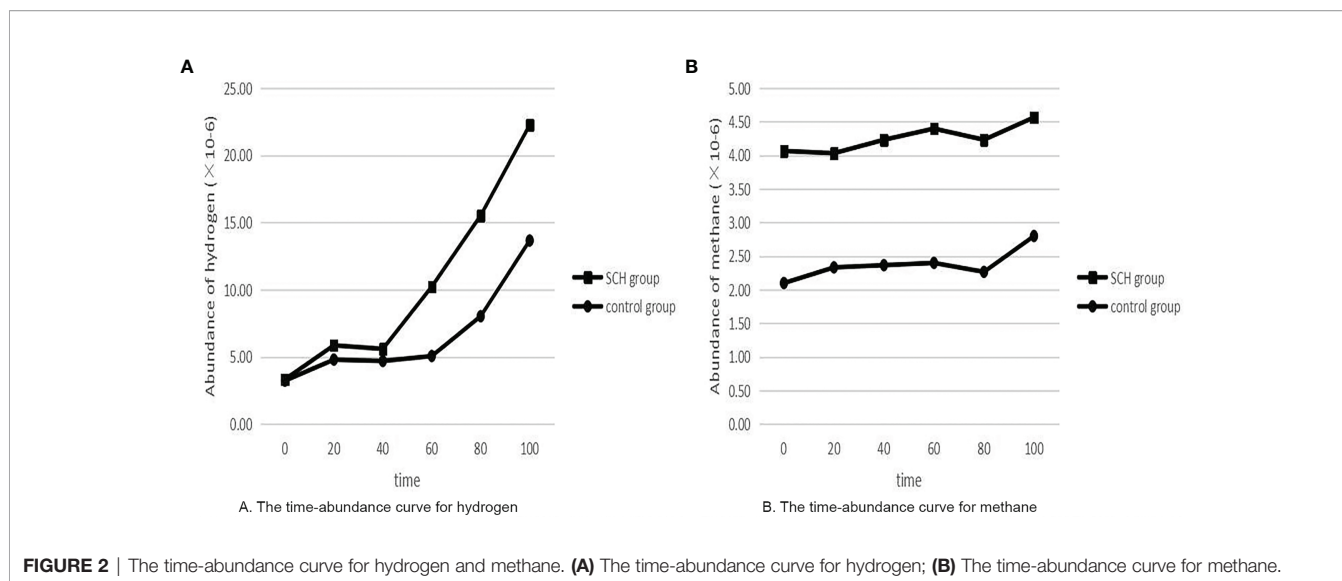 A
Abundance of hydrogen (×10-6)
25.00
20.00
15.00
10.00
5.00
0.00
0 20 40 60 80 100
time
SCH group
control group
A. The time-abundance curve for hydrogen
B
Abundance of methane (×10-6)
5.00
4.50
4.00
3.50
3.00
2.50
2.00
1.50
1.00
0.50
0.00
0 20 40 60 80 100
time
SCH group
control group
B. The time-abundance curve for methane
FIGURE 2 | The time-abundance curve for hydrogen and methane. (A) The time-abundance curve for hydrogen; (B) The time-abundance curve for methane.